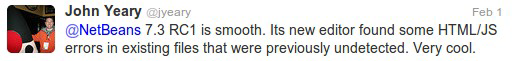 John Yeary @jyeary Feb 1
@NetBeans 7.3 RC1 is smooth. Its new editor found some HTML/JS
errors in existing files that were previously undetected. Very cool.